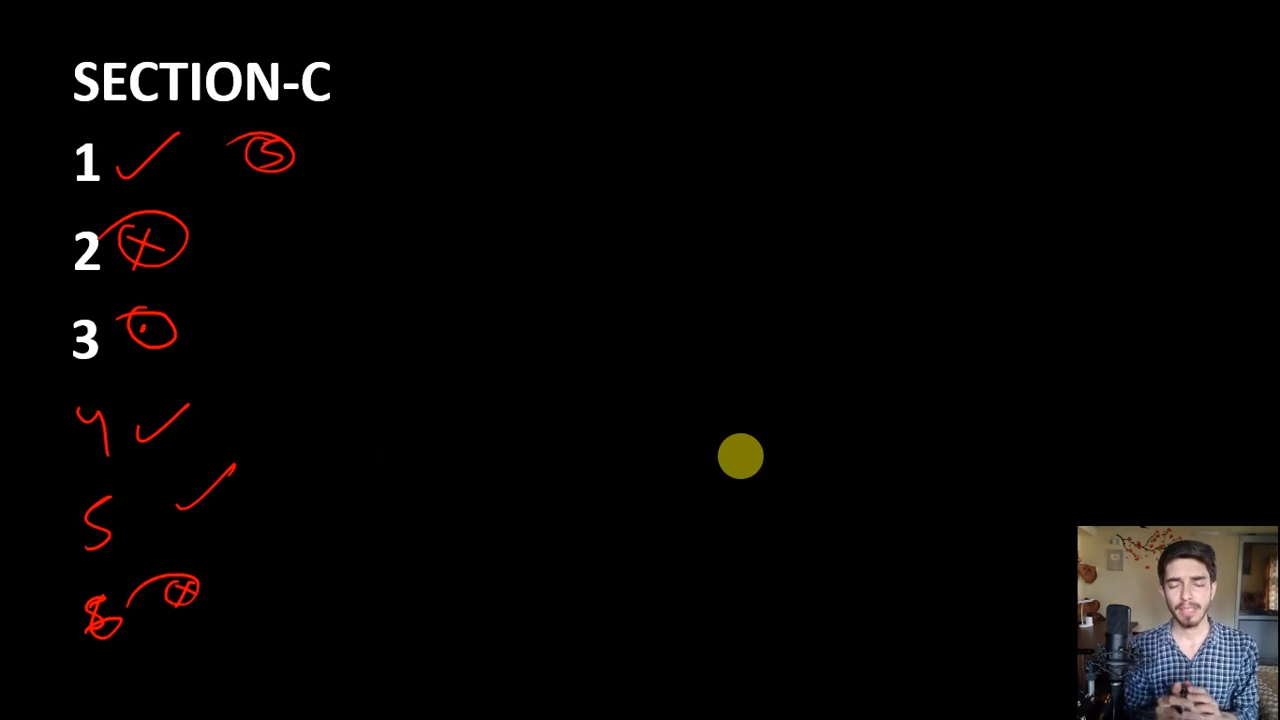 SECTION-C
1 ✓ 5
2 ×
3 .
4 ✓
5 ✓
6 ×